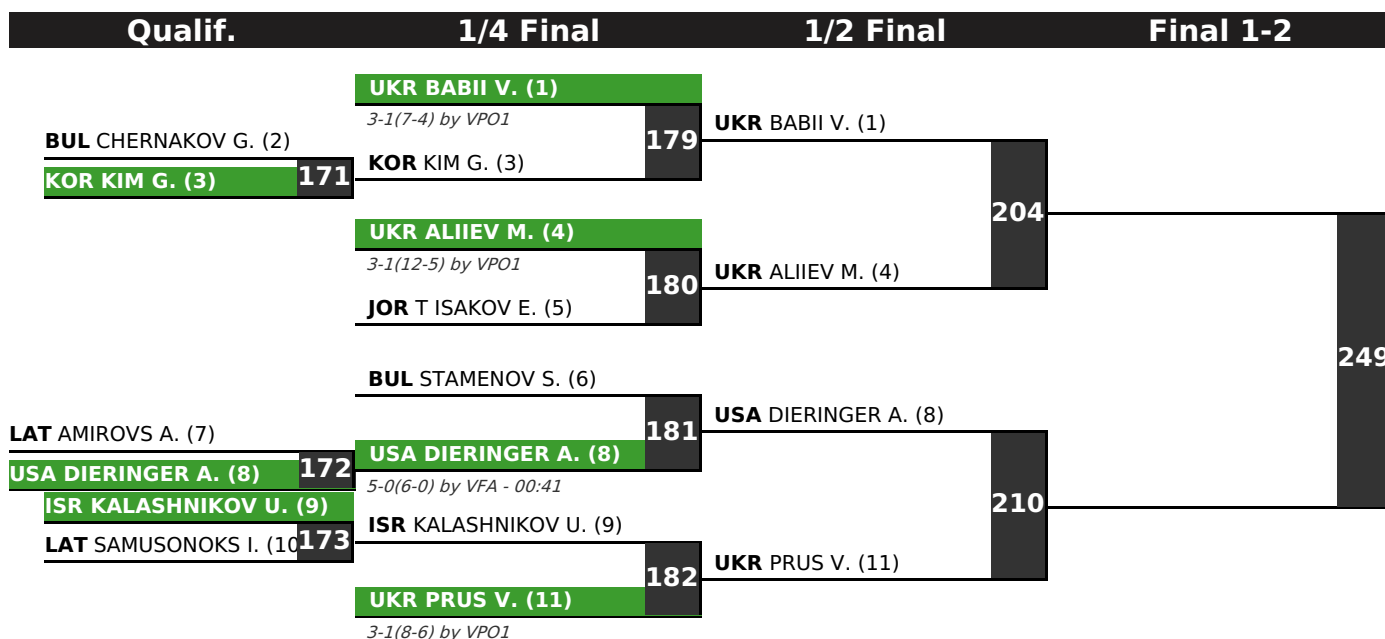 Qualif.
1/4 Final
1/2 Final
Final 1-2
BUL CHERNAKOV G. (2)
KOR KIM G. (3)
171
LAT AMIROVS A. (7)
USA DIERINGER A. (8)
172
ISR KALASHNIKOV U. (9)
LAT SAMUSONOKS I. (10
173
UKR BABII V. (1)
3-1(7-4) by VPO1
KOR KIM G. (3)
179
UKR ALIIEV M. (4)
3-1(12-5) by VPO1
JOR T ISAKOV E. (5)
180
BUL STAMENOV S. (6)
USA DIERINGER A. (8)
5-0(6-0) by VFA - 00:41
181
ISR KALASHNIKOV U. (9)
UKR PRUS V. (11)
3-1(8-6) by VPO1
182
UKR BABII V. (1)
UKR ALIIEV M. (4)
204
USA DIERINGER A. (8)
UKR PRUS V. (11)
210
249